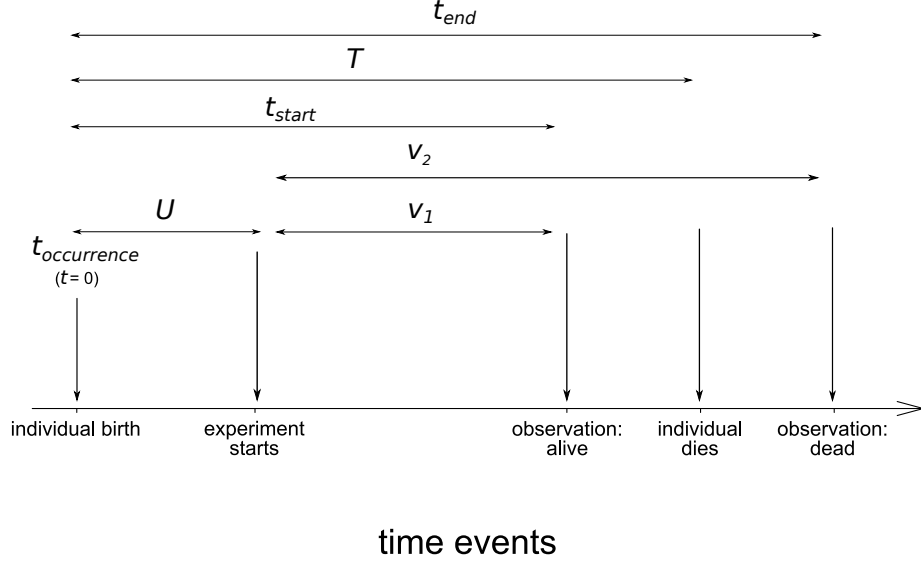 t_end
T
t_start
v_2
U
v_1
t_occurrence
(t = 0)
individual birth
experiment
starts
observation:
alive
individual
dies
observation:
dead
time events